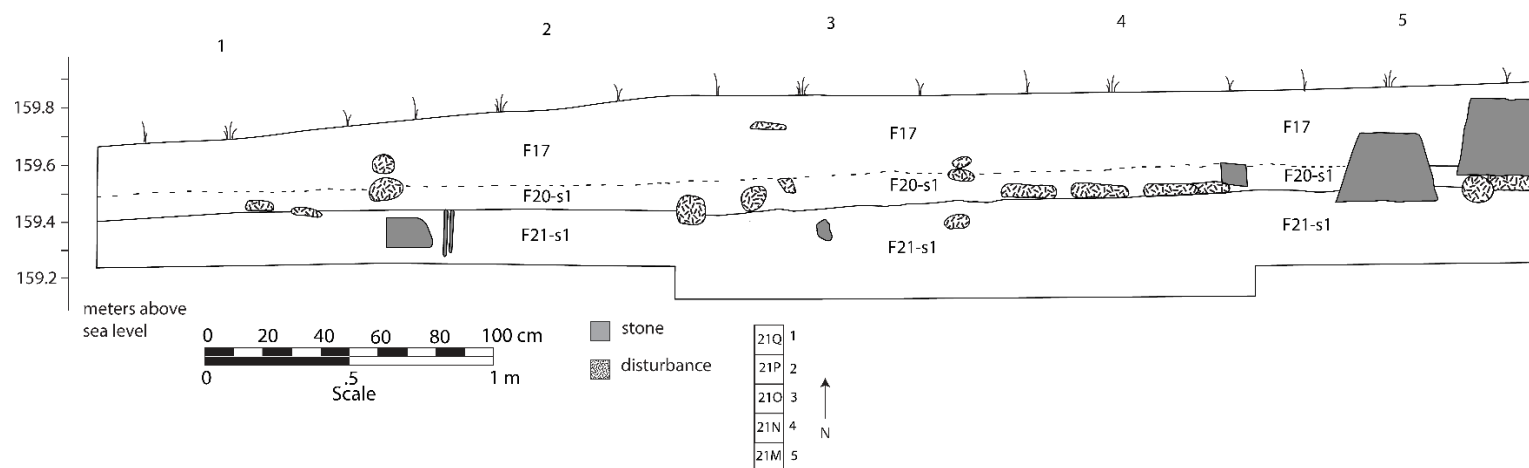 1 2 3 4 5
159.8
159.6
159.4
159.2
F17 F17 F17
F20-s1 F20-s1 F20-s1
F21-s1 F21-s1 F21-s1
meters above
sea level
0 20 40 60 80 100 cm
0 .5 1 m
Scale
stone
disturbance
21Q 1
21P 2
21O 3
21N 4
21M 5
N